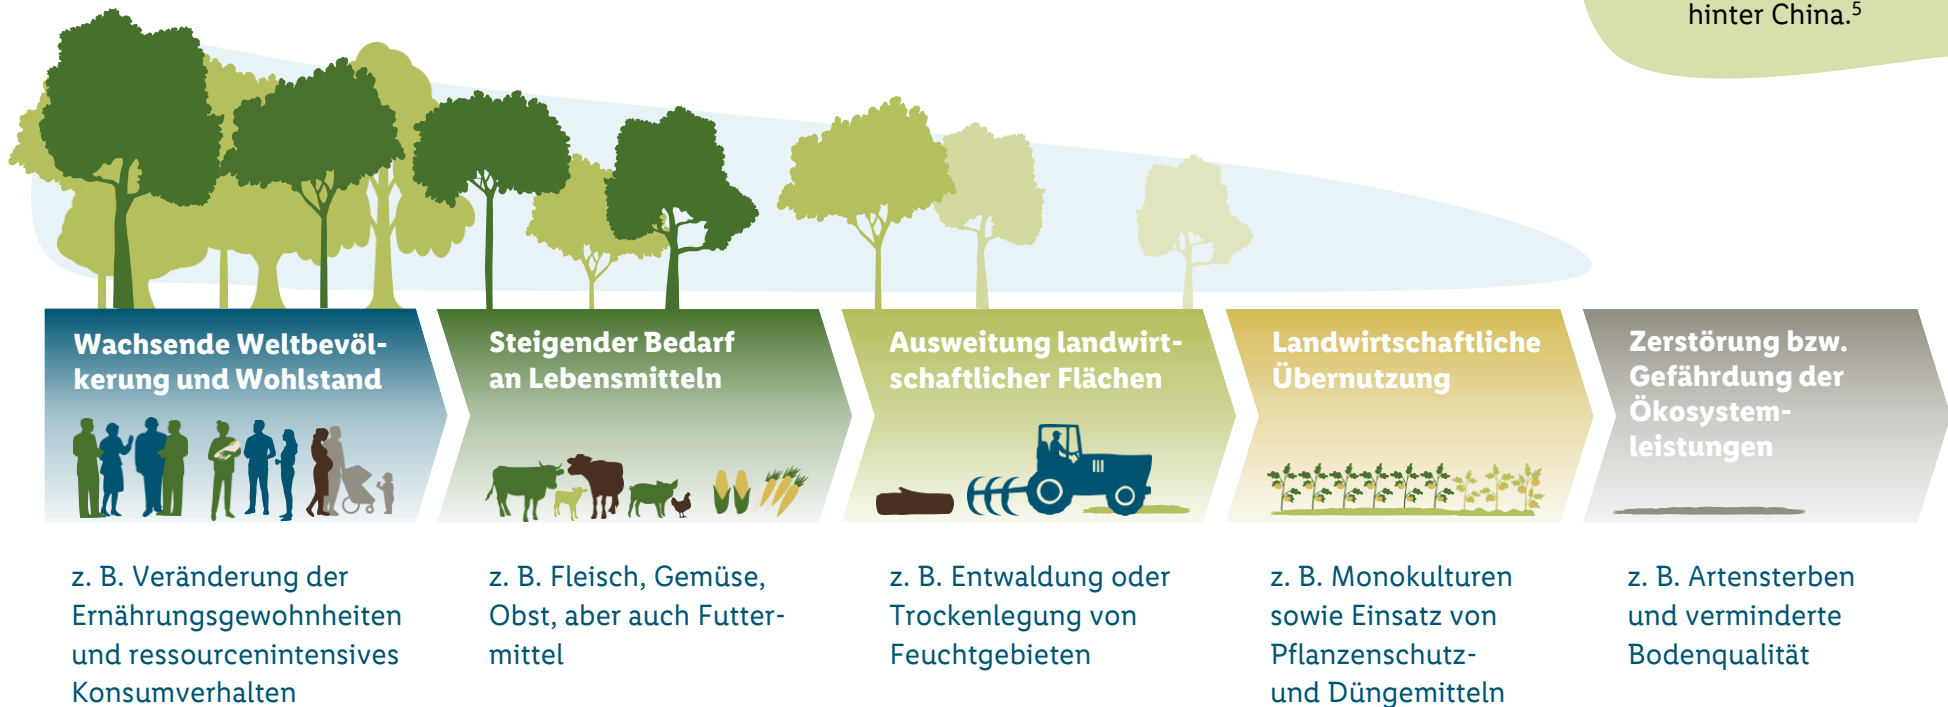 hinter China.⁵
Wachsende Weltbevöl-
kerung und Wohlstand
Steigender Bedarf
an Lebensmitteln
Ausweitung landwirt-
schaftlicher Flächen
Landwirtschaftliche
Übernutzung
Zerstörung bzw.
Gefährdung der
Ökosystem-
leistungen
z. B. Veränderung der
Ernährungsgewohnheiten
und ressourcenintensives
Konsumverhalten
z. B. Fleisch, Gemüse,
Obst, aber auch Futter-
mittel
z. B. Entwaldung oder
Trockenlegung von
Feuchtgebieten
z. B. Monokulturen
sowie Einsatz von
Pflanzenschutz-
und Düngemitteln
z. B. Artensterben
und verminderte
Bodenqualität